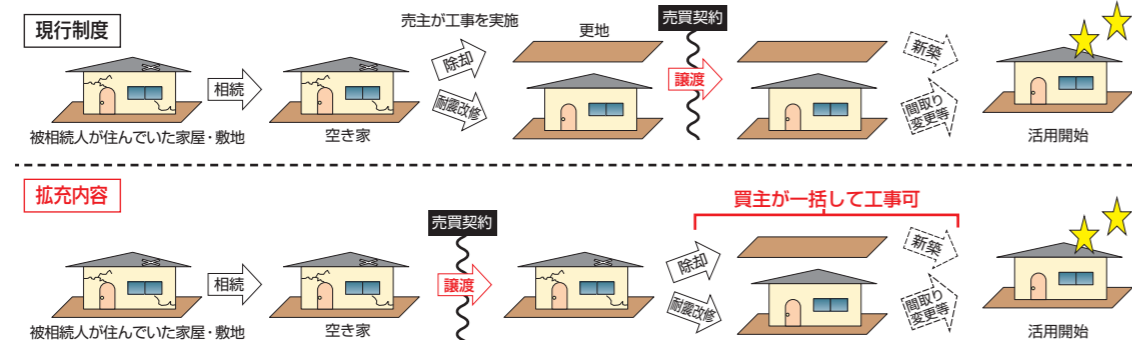 現行制度
売主が工事を実施
売買契約
更地
除却
新築
相続
譲渡
耐震改修
間取り
変更等
被相続人が住んでいた家屋・敷地
空き家
活用開始
拡充内容
買主が一括して工事可
売買契約
除却
新築
相続
譲渡
耐震改修
間取り
変更等
被相続人が住んでいた家屋・敷地
空き家
活用開始